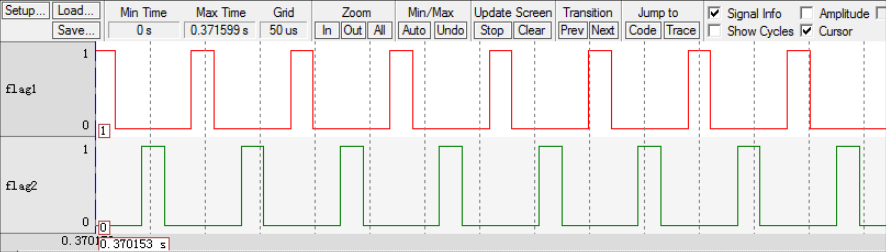 Setup... Load... Min Time Max Time Grid Zoom Min/Max Update Screen Transition Jump to Signal Info Amplitude
Save... 0 s 0.371599 s 50 us In Out All Auto Undo Stop Clear Prev Next Code Trace Show Cycles Cursor
1
flag1
0 1
1
flag2
0 0
0.370153 s